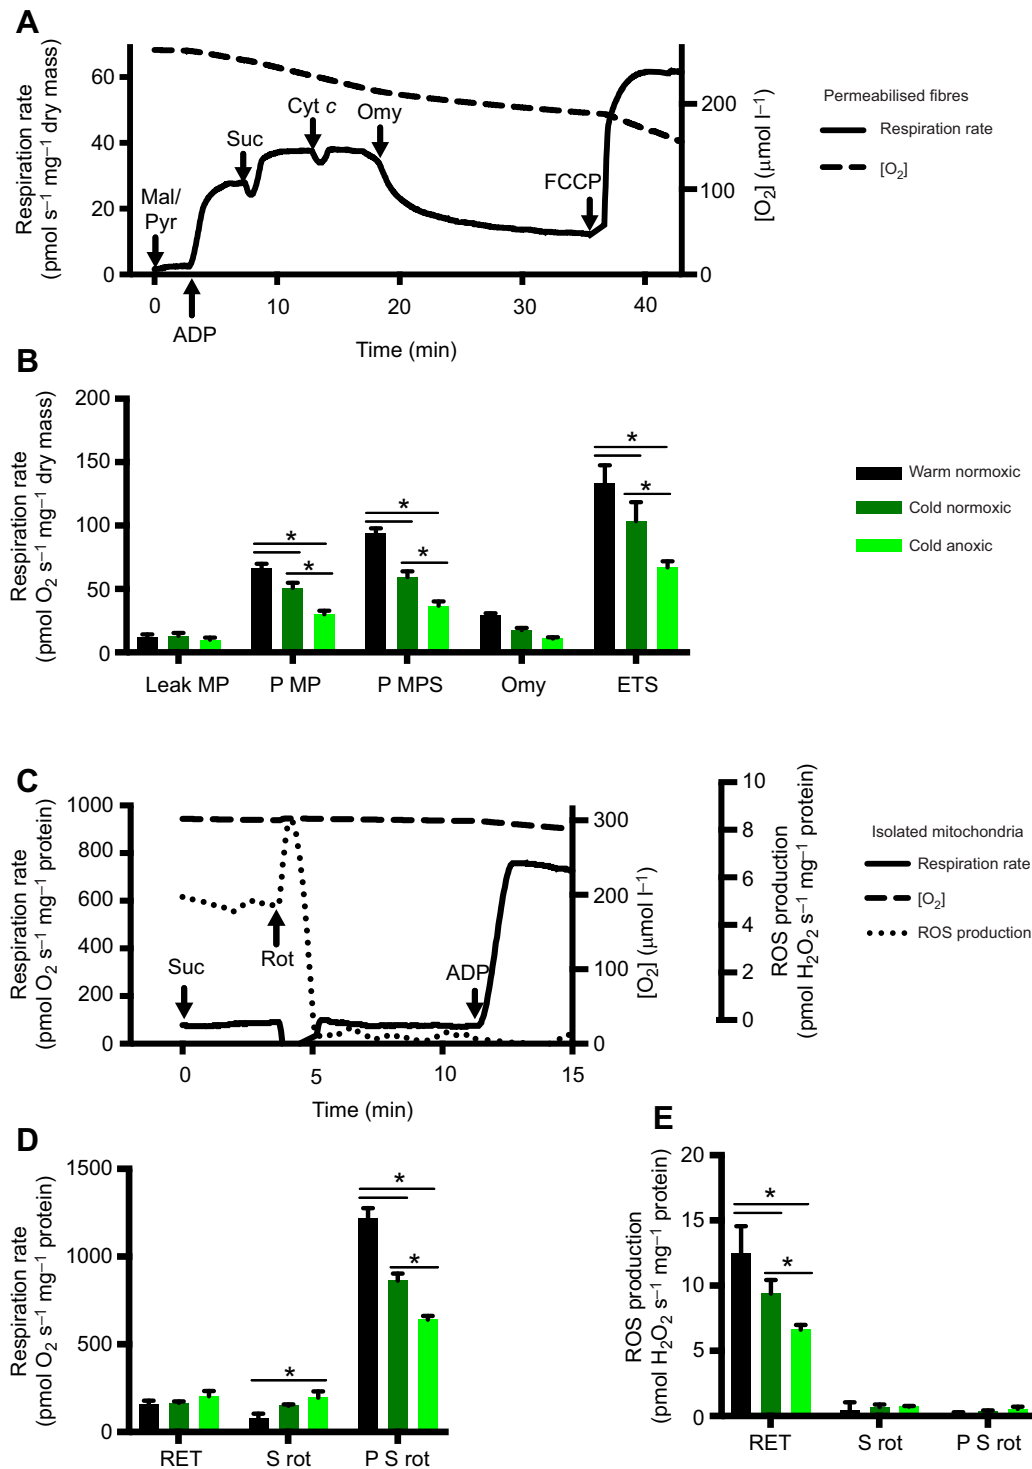 A
Respiration rate
(pmol s⁻¹ mg⁻¹ dry mass)
60
40
20
0
Mal/
Pyr
ADP
Suc
Cyt c
Omy
FCCP
200
100
0
[O₂] (μmol l⁻¹)
0
10
20
30
40
Time (min)
Permeabilised fibres
Respiration rate
[O₂]
B
Respiration rate
(pmol O₂ s⁻¹ mg⁻¹ dry mass)
200
150
100
50
0
*
*
*
*
*
*
Leak MP
P MP
P MPS
Omy
ETS
Warm normoxic
Cold normoxic
Cold anoxic
C
Respiration rate
(pmol O₂ s⁻¹ mg⁻¹ protein)
1000
800
600
400
200
0
Suc
Rot
ADP
300
200
100
0
[O₂] (μmol l⁻¹)
0
5
10
15
Time (min)
ROS production
(pmol H₂O₂ s⁻¹ mg⁻¹ protein)
10
8
6
4
2
0
Isolated mitochondria
Respiration rate
[O₂]
ROS production
D
Respiration rate
(pmol O₂ s⁻¹ mg⁻¹ protein)
1500
1000
500
0
*
*
*
RET
S rot
P S rot
E
ROS production
(pmol H₂O₂ s⁻¹ mg⁻¹ protein)
20
15
10
5
0
*
*
RET
S rot
P S rot